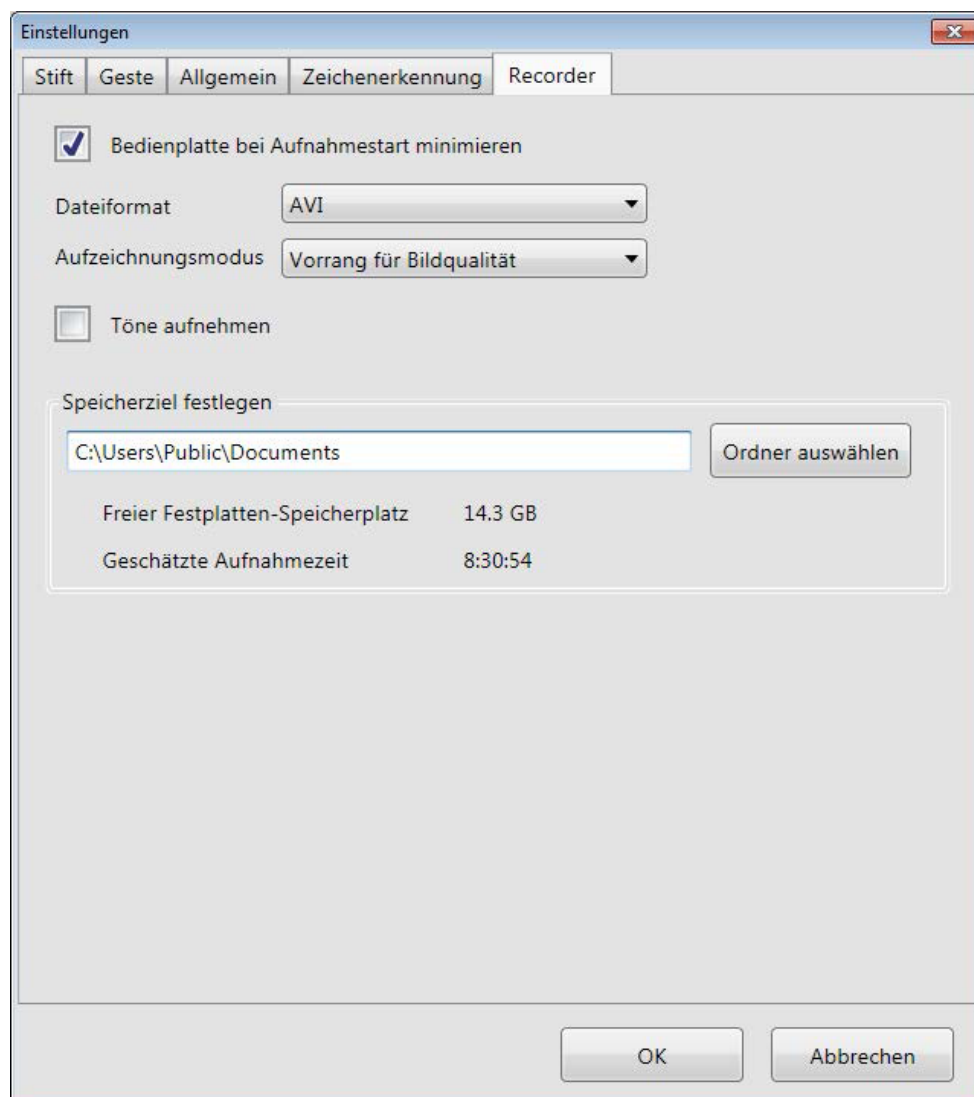 Einstellungen
Stift Geste Allgemein Zeichenerkennung Recorder
Bedienplatte bei Aufnahmestart minimieren
Dateiformat AVI
Aufzeichnungsmodus Vorrang für Bildqualität
Töne aufnehmen
Speicherziel festlegen
C:\Users\Public\Documents Ordner auswählen
Freier Festplatten-Speicherplatz 14.3 GB
Geschätzte Aufnahmezeit 8:30:54
OK Abbrechen